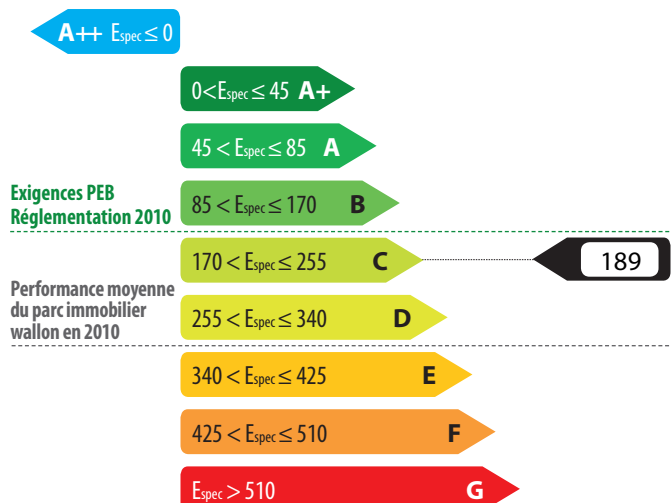 A++ Espec ≤ 0
0<Espec ≤ 45 A+
45 < Espec ≤ 85 A
Exigences PEB
Réglementation 2010
85 < Espec ≤ 170 B
170 < Espec ≤ 255 C
189
Performance moyenne
du parc immobilier
wallon en 2010
255 < Espec ≤ 340 D
340 < Espec ≤ 425 E
425 < Espec ≤ 510 F
Espec > 510 G